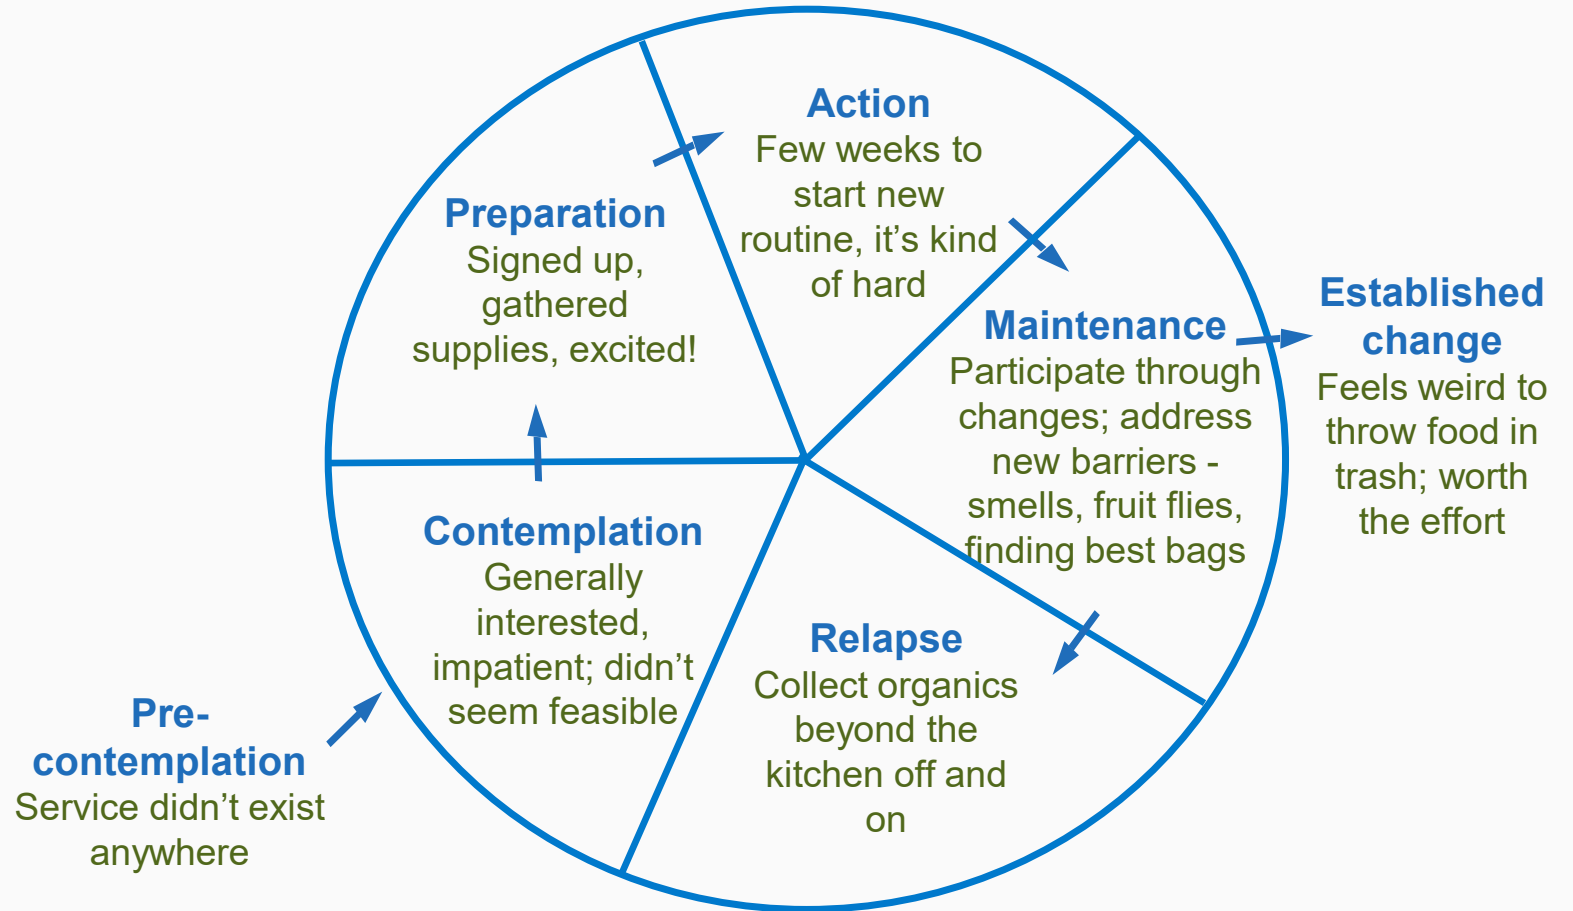 Action
Few weeks to
start new
routine, it’s kind
of hard
Preparation
Signed up,
gathered
supplies, excited!
Maintenance
Participate through
changes; address
new barriers -
smells, fruit flies,
finding best bags
Established
change
Feels weird to
throw food in
trash; worth
the effort
Contemplation
Generally
interested,
impatient; didn’t
seem feasible
Relapse
Collect organics
beyond the
kitchen off and
on
Pre-
contemplation
Service didn’t exist
anywhere